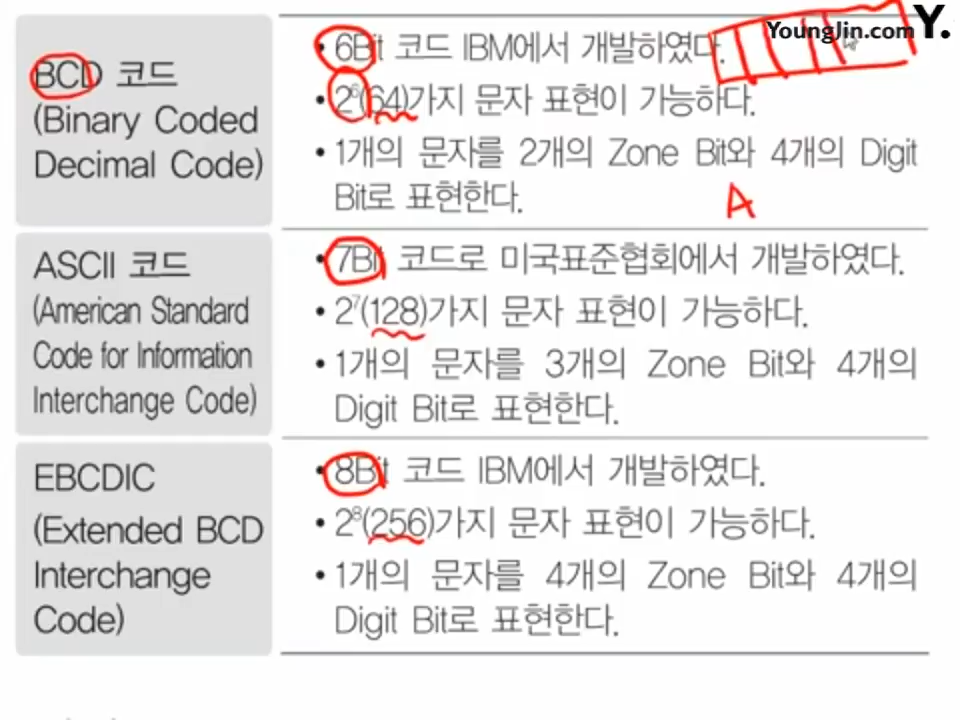 YoungJin.com Y.
BCD 코드
(Binary Coded
Decimal Code)
• 6Bit 코드 IBM에서 개발하였다.
• 2⁶(64)가지 문자 표현이 가능하다.
• 1개의 문자를 2개의 Zone Bit와 4개의 Digit
Bit로 표현한다.
A
ASCII 코드
(American Standard
Code for Information
Interchange Code)
• 7Bit 코드로 미국표준협회에서 개발하였다.
• 2⁷(128)가지 문자 표현이 가능하다.
• 1개의 문자를 3개의 Zone Bit와 4개의
Digit Bit로 표현한다.
EBCDIC
(Extended BCD
Interchange
Code)
• 8Bit 코드 IBM에서 개발하였다.
• 2⁸(256)가지 문자 표현이 가능하다.
• 1개의 문자를 4개의 Zone Bit와 4개의
Digit Bit로 표현한다.